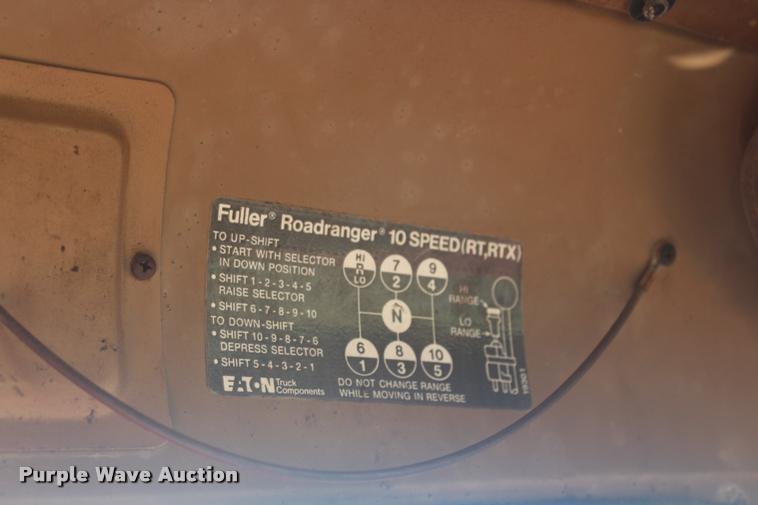 Fuller® Roadranger® 10 SPEED (RT,RTX)
TO UP-SHIFT
• START WITH SELECTOR
IN DOWN POSITION
• SHIFT 1-2-3-4-5
RAISE SELECTOR
• SHIFT 6-7-8-9-10
TO DOWN-SHIFT
• SHIFT 10-9-8-7-6
DEPRESS SELECTOR
• SHIFT 5-4-3-2-1
EATON Truck
Components
HI
R
LO
7
2
9
4
N
6
1
8
3
10
5
HI
RANGE
LO
RANGE
DO NOT CHANGE RANGE
WHILE MOVING IN REVERSE
Purple Wave Auction